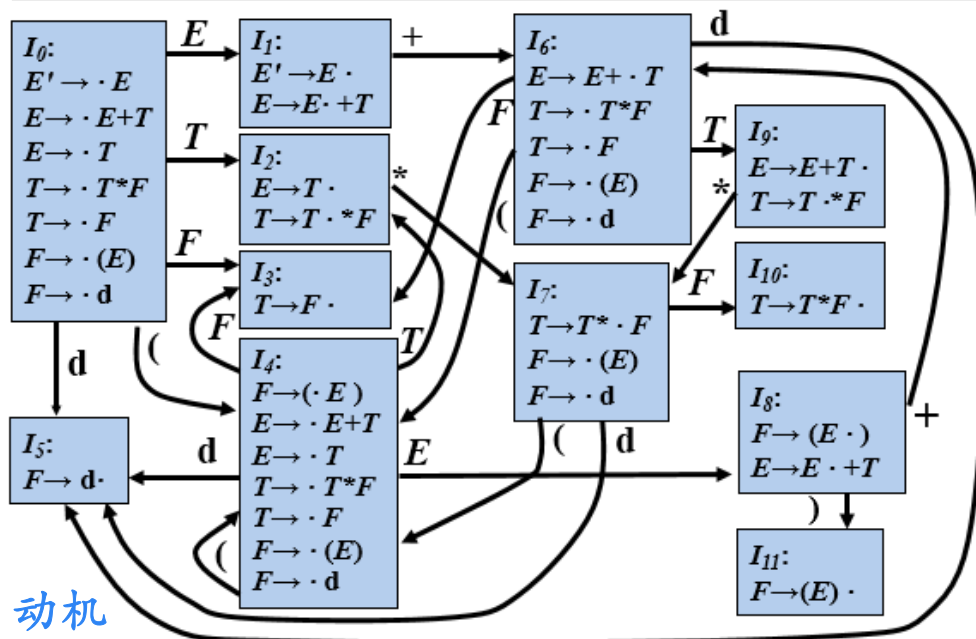 I₀:
E' → · E
E → · E+T
E → · T
T → · T*F
T → · F
F → · (E)
F → · d
E
T
F
d
(
I₁:
E' → E ·
E → E · +T
+
I₂:
E → T ·
T → T · *F
*
I₃:
T → F ·
F
T
I₄:
F → (· E )
E → · E+T
E → · T
T → · T*F
T → · F
F → · (E)
F → · d
d
E
(
I₅:
F → d·
I₆:
E → E+ · T
T → · T*F
T → · F
F → · (E)
F → · d
F
(
T
d
I₇:
T → T* · F
F → · (E)
F → · d
F
(
d
I₉:
E → E+T ·
T → T ·*F
*
I₁₀:
T → T*F ·
I₈:
F → (E · )
E → E · +T
+
)
I₁₁:
F → (E) ·
动机